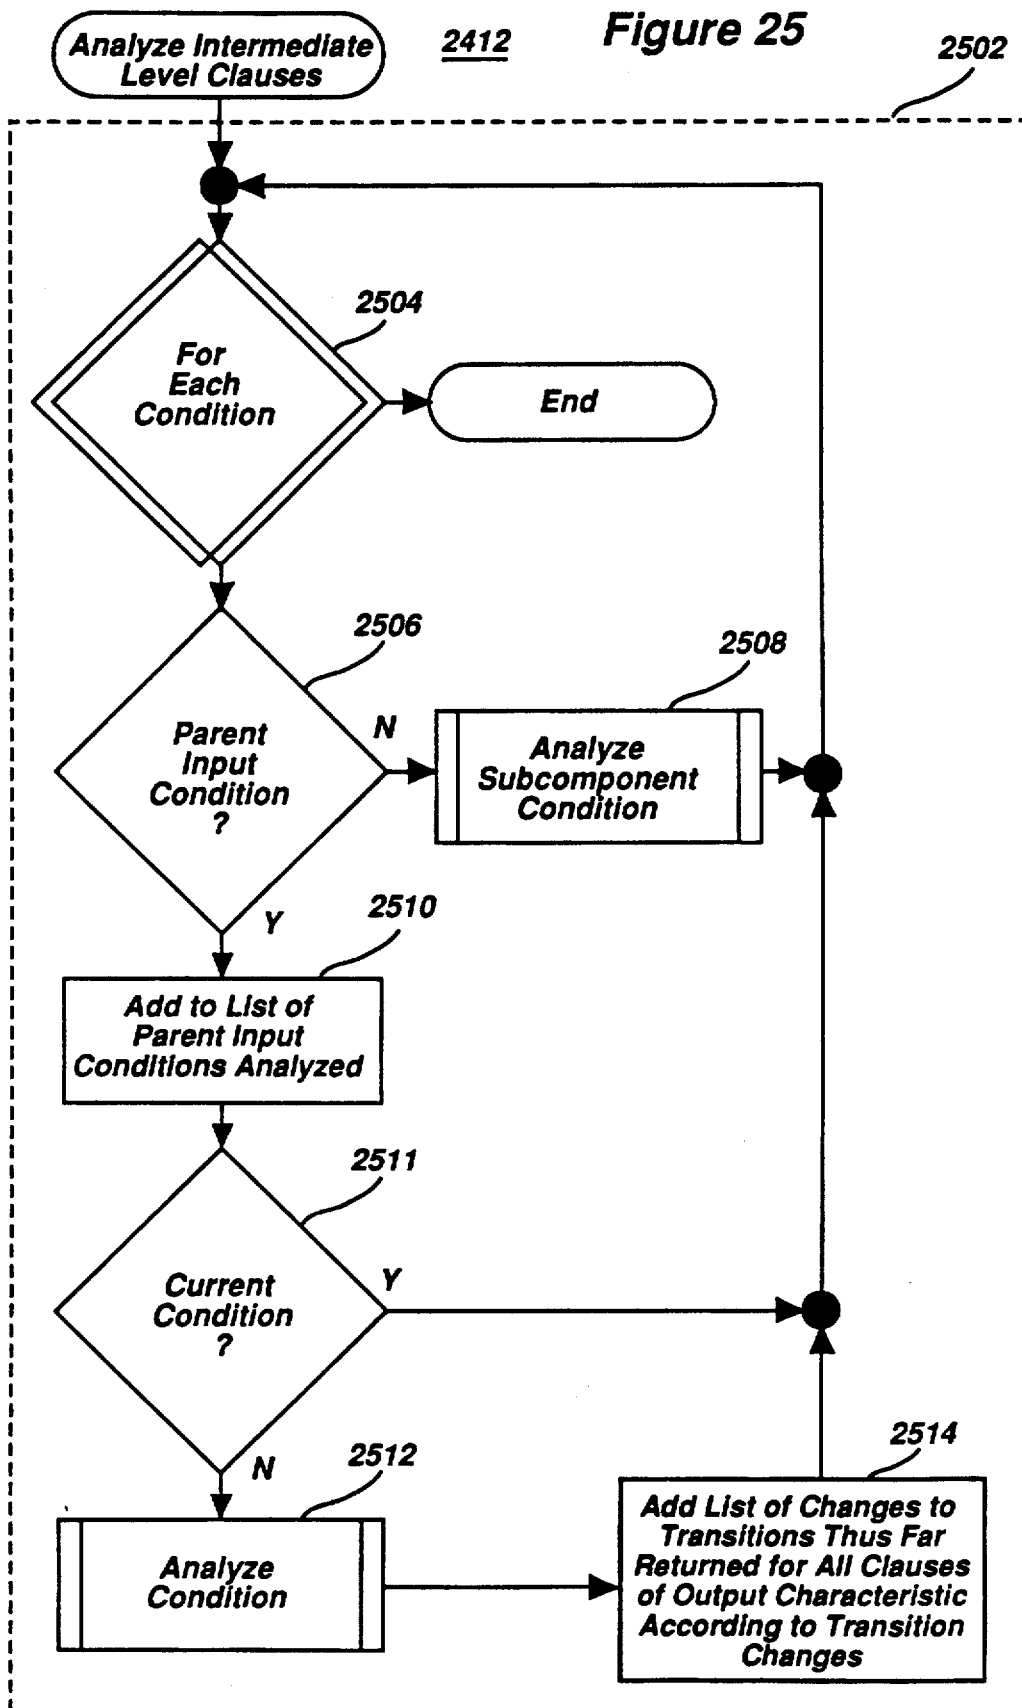 Analyze Intermediate
Level Clauses
2412
Figure 25
2502
2504
For
Each
Condition
End
2506
2508
Parent
Input
Condition
?
N
Analyze
Subcomponent
Condition
Y
2510
Add to List of
Parent Input
Conditions Analyzed
2511
Current
Condition
?
Y
N
2512
2514
Analyze
Condition
Add List of Changes to
Transitions Thus Far
Returned for All Clauses
of Output Characteristic
According to Transition
Changes